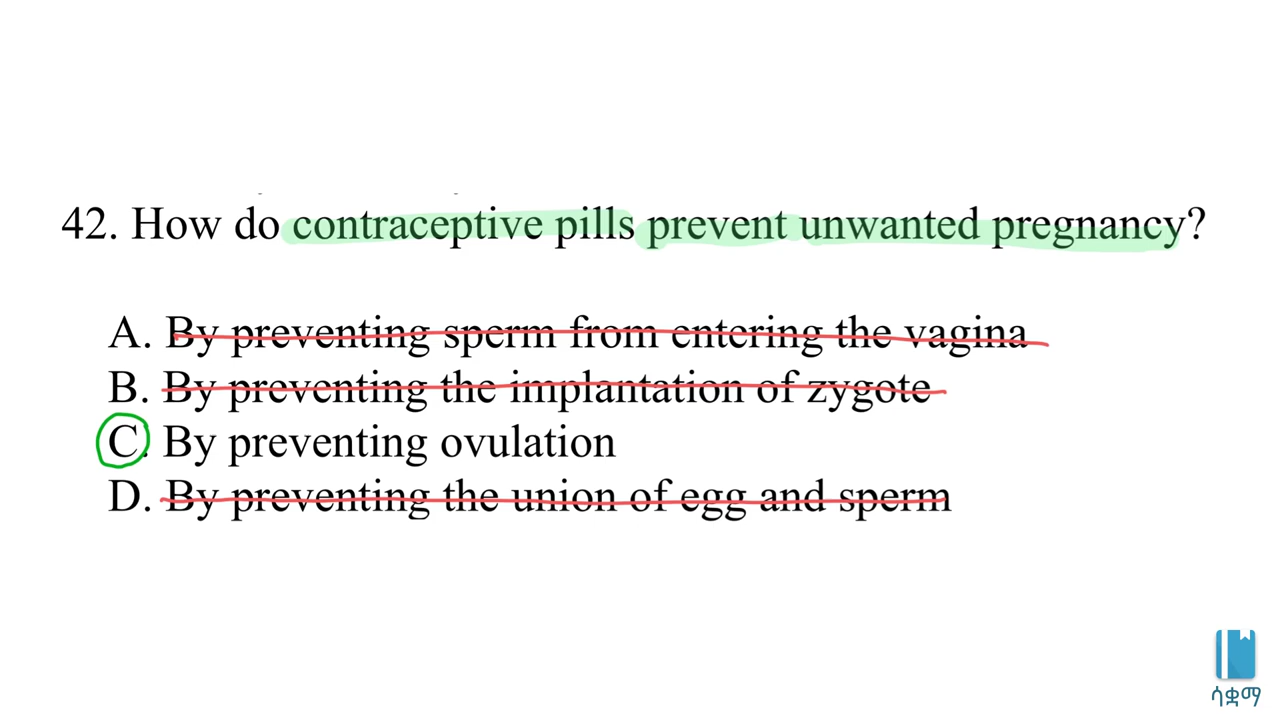 42. How do contraceptive pills prevent unwanted pregnancy?
A. By preventing sperm from entering the vagina
B. By preventing the implantation of zygote
C. By preventing ovulation
D. By preventing the union of egg and sperm
ሳቋማ